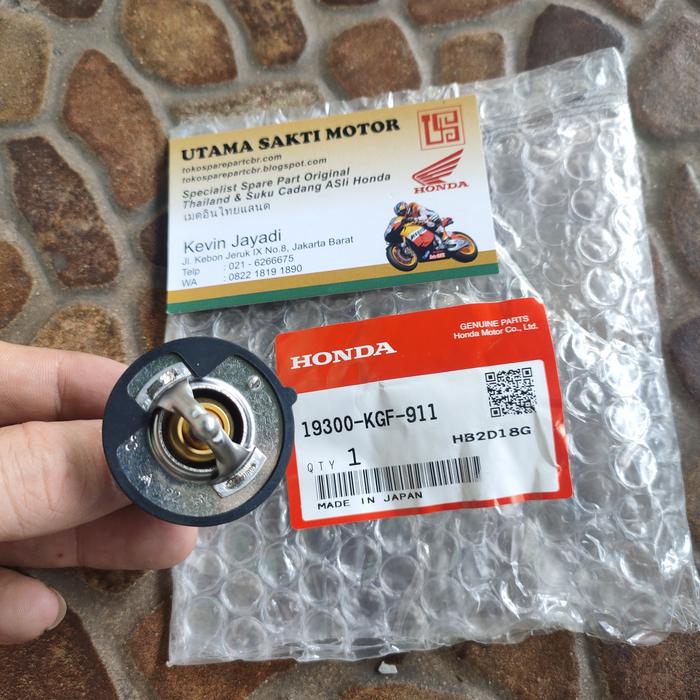 UTAMA SAKTI MOTOR
tokosparepartcbr.com
tokosparepartcbr.blogspot.com
Specialist Spare Part Original
Thailand & Suku Cadang ASli Honda
เมดอินไทยแลนด
HONDA
Kevin Jayadi
Jl. Kebon Jeruk IX No.8, Jakarta Barat
Telp : 021 - 6266675
WA : 0822 1819 1890
HONDA
GENUINE PARTS
Honda Motor Co., Ltd.
19300-KGF-911
HB2D18G
QTY 1
MADE IN JAPAN